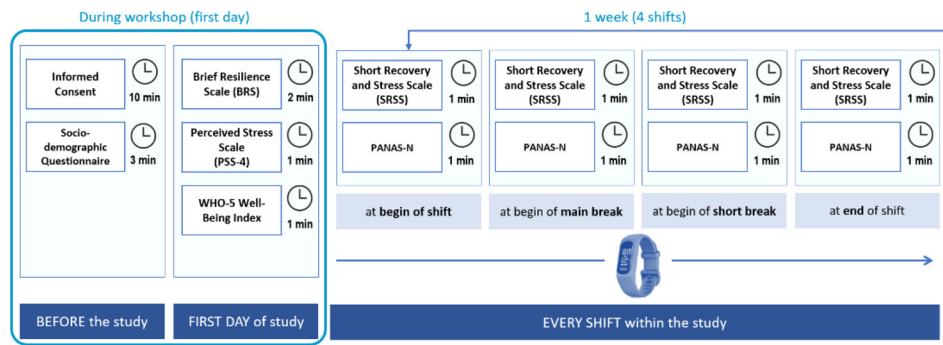 During workshop (first day)
1 week (4 shifts)
Informed
Consent
10 min
Socio-
demographic
Questionnaire
3 min
BEFORE the study
Brief Resilience
Scale (BRS)
2 min
Perceived Stress
Scale
(PSS-4)
1 min
WHO-5 Well-
Being Index
1 min
FIRST DAY of study
Short Recovery
and Stress Scale
(SRSS)
1 min
PANAS-N
1 min
at begin of shift
Short Recovery
and Stress Scale
(SRSS)
1 min
PANAS-N
1 min
at begin of main break
Short Recovery
and Stress Scale
(SRSS)
1 min
PANAS-N
1 min
at begin of short break
Short Recovery
and Stress Scale
(SRSS)
1 min
PANAS-N
1 min
at end of shift
EVERY SHIFT within the study